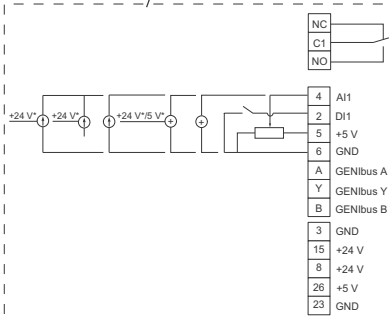 NC
C1
NO
4 AI1
2 DI1
+24 V* +24 V* +24 V*/5 V*
5 +5 V
6 GND
A GENIbus A
Y GENIbus Y
B GENIbus B
3 GND
15 +24 V
8 +24 V
26 +5 V
23 GND